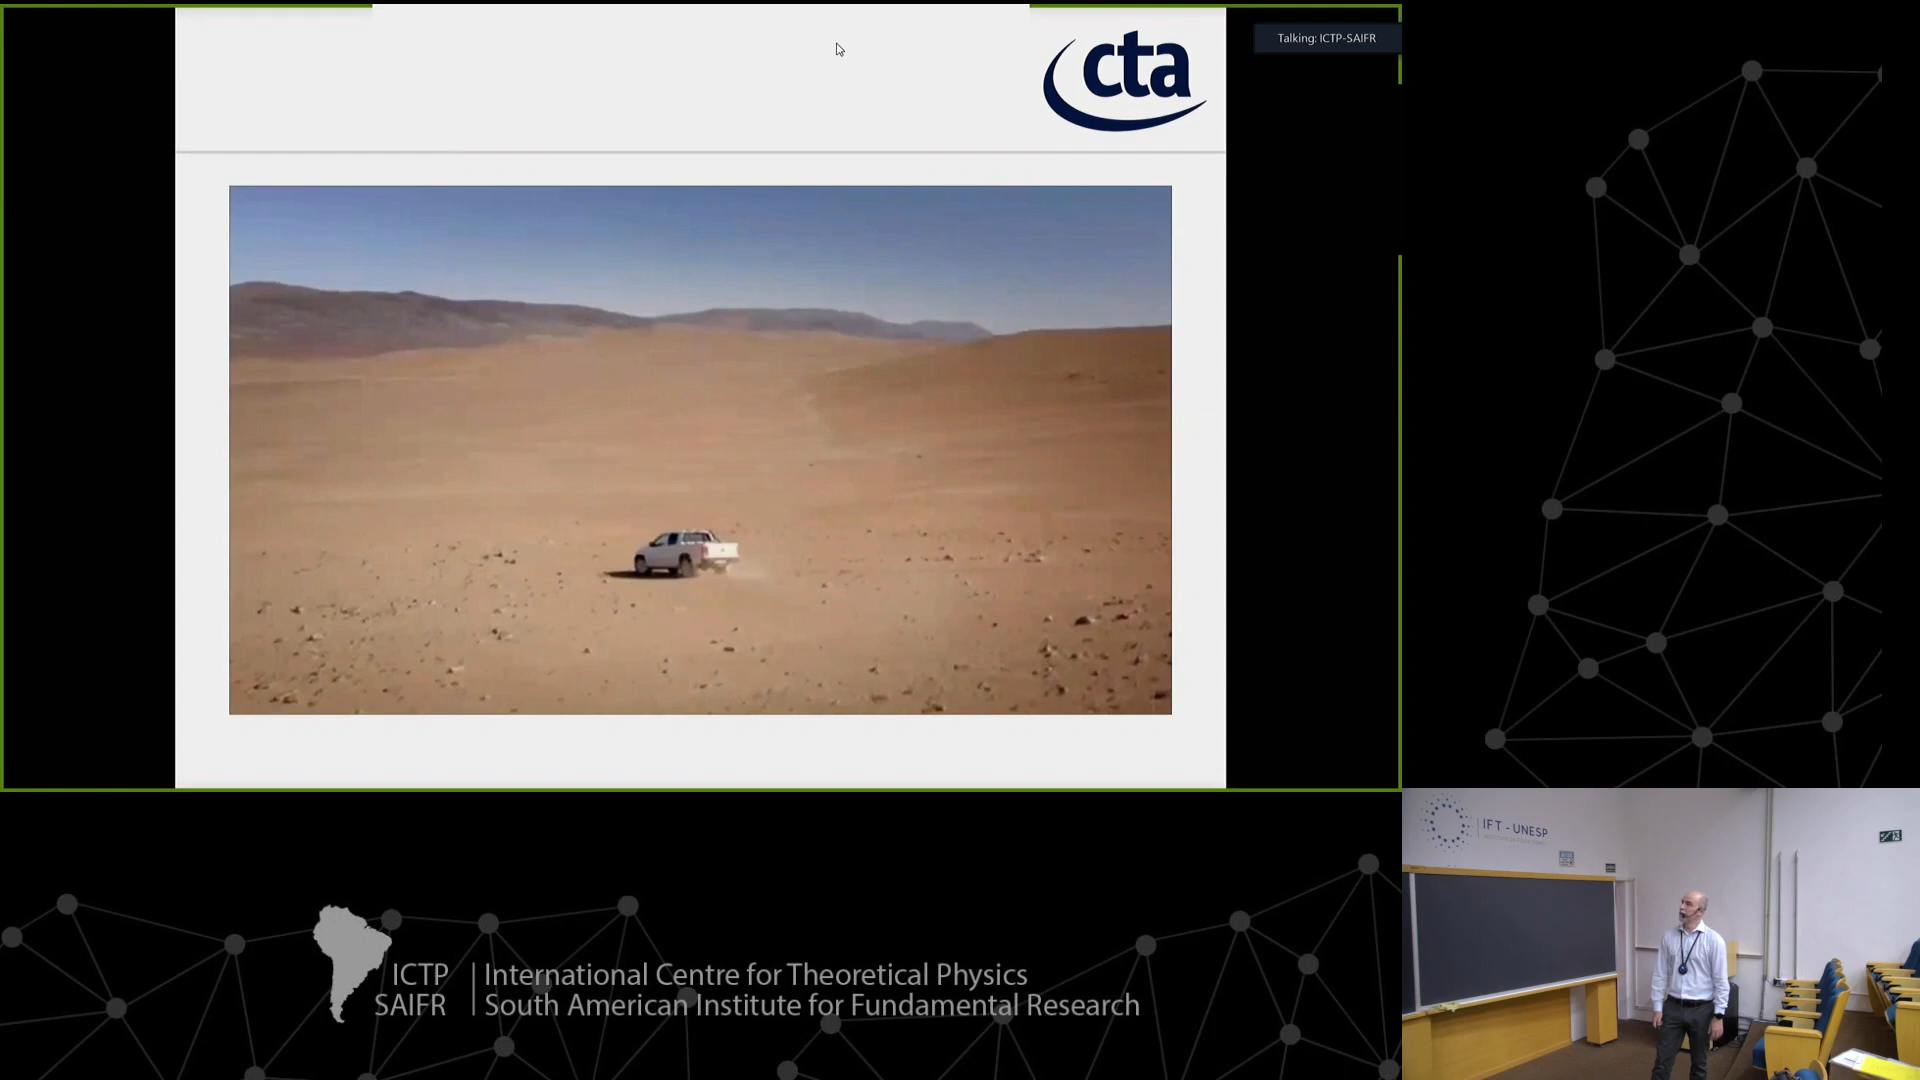 cta
Talking: ICTP-SAIFR
IFT - UNESP
ICTP
SAIFR
International Centre for Theoretical Physics
South American Institute for Fundamental Research